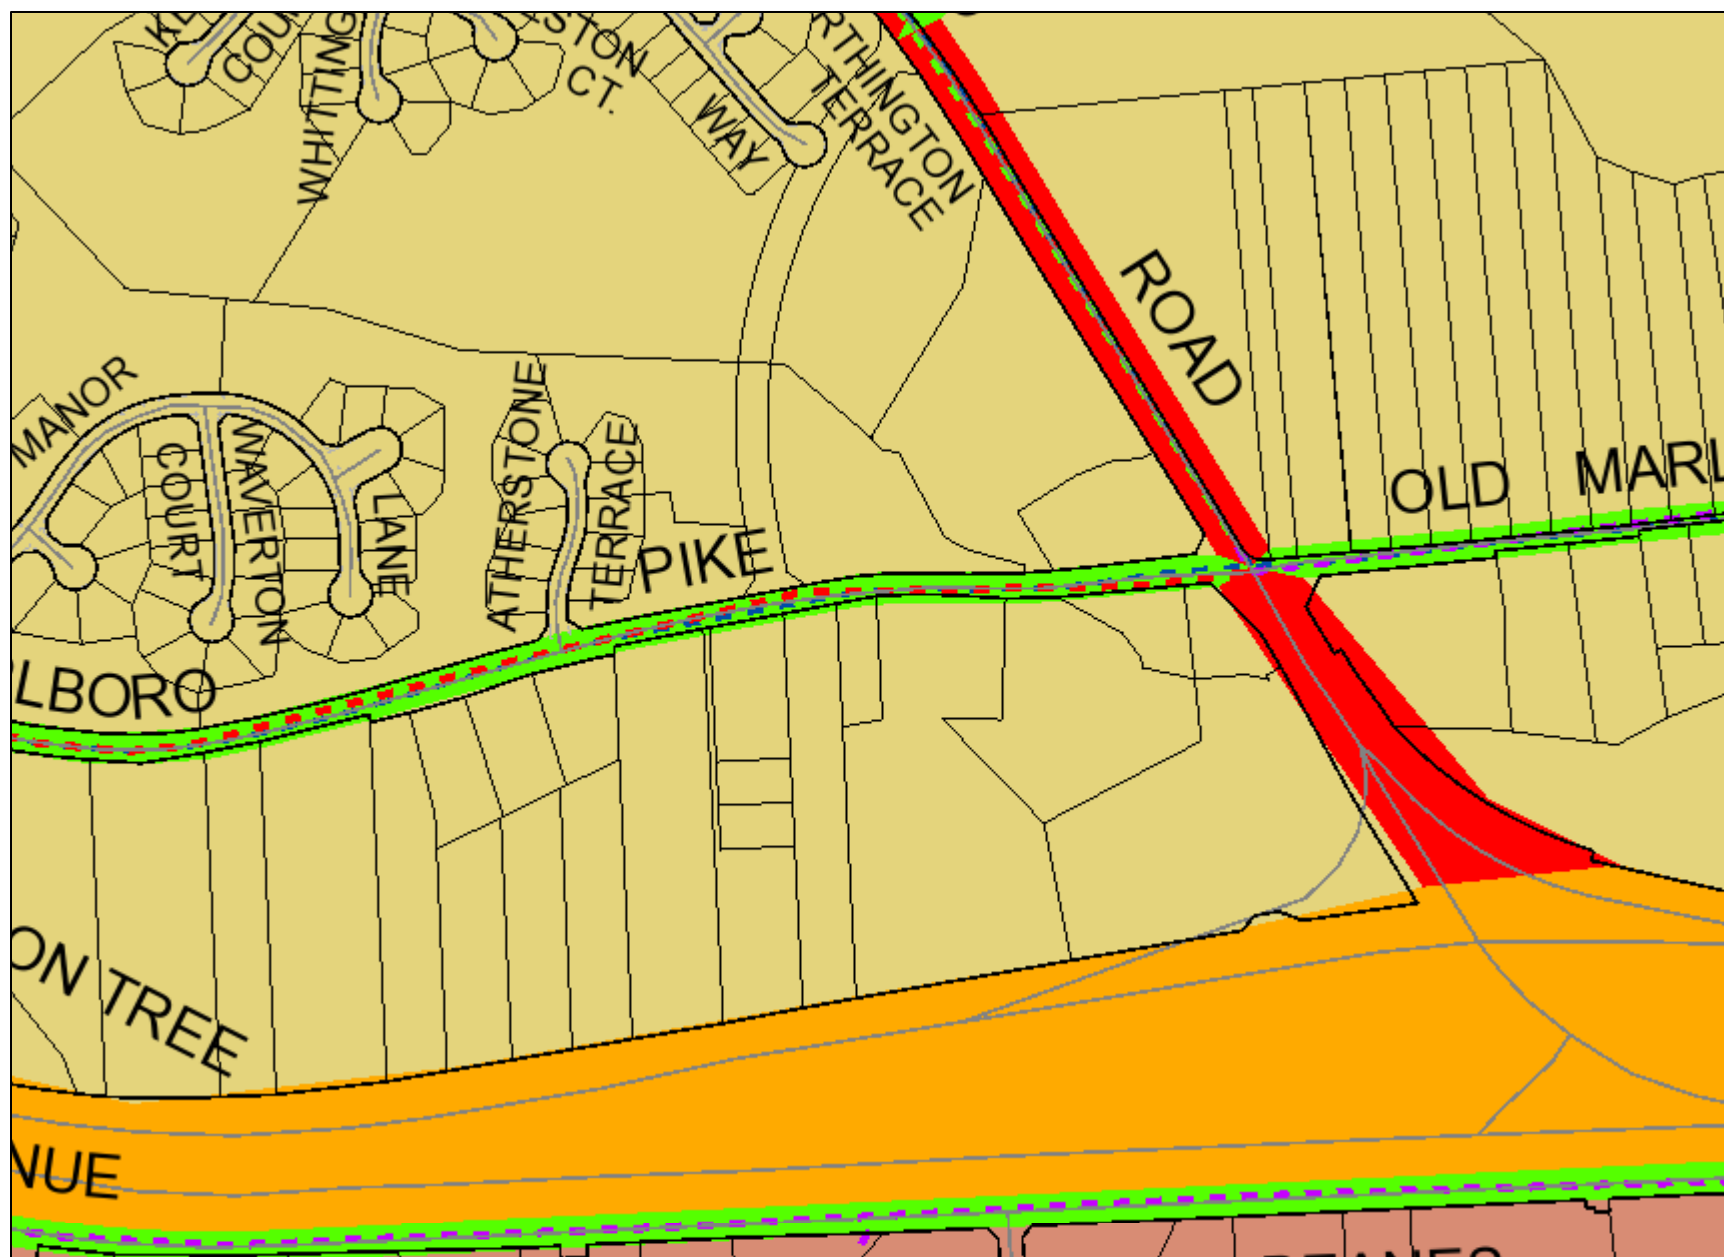 WHITTING
STON
CT.
WAY
RTHINGTON
TERRACE
ROAD
MANOR
COURT
WAVERTON
LANE
ATHERSTONE
TERRACE
PIKE
OLD MARL
LBORO
ON TREE
NUE